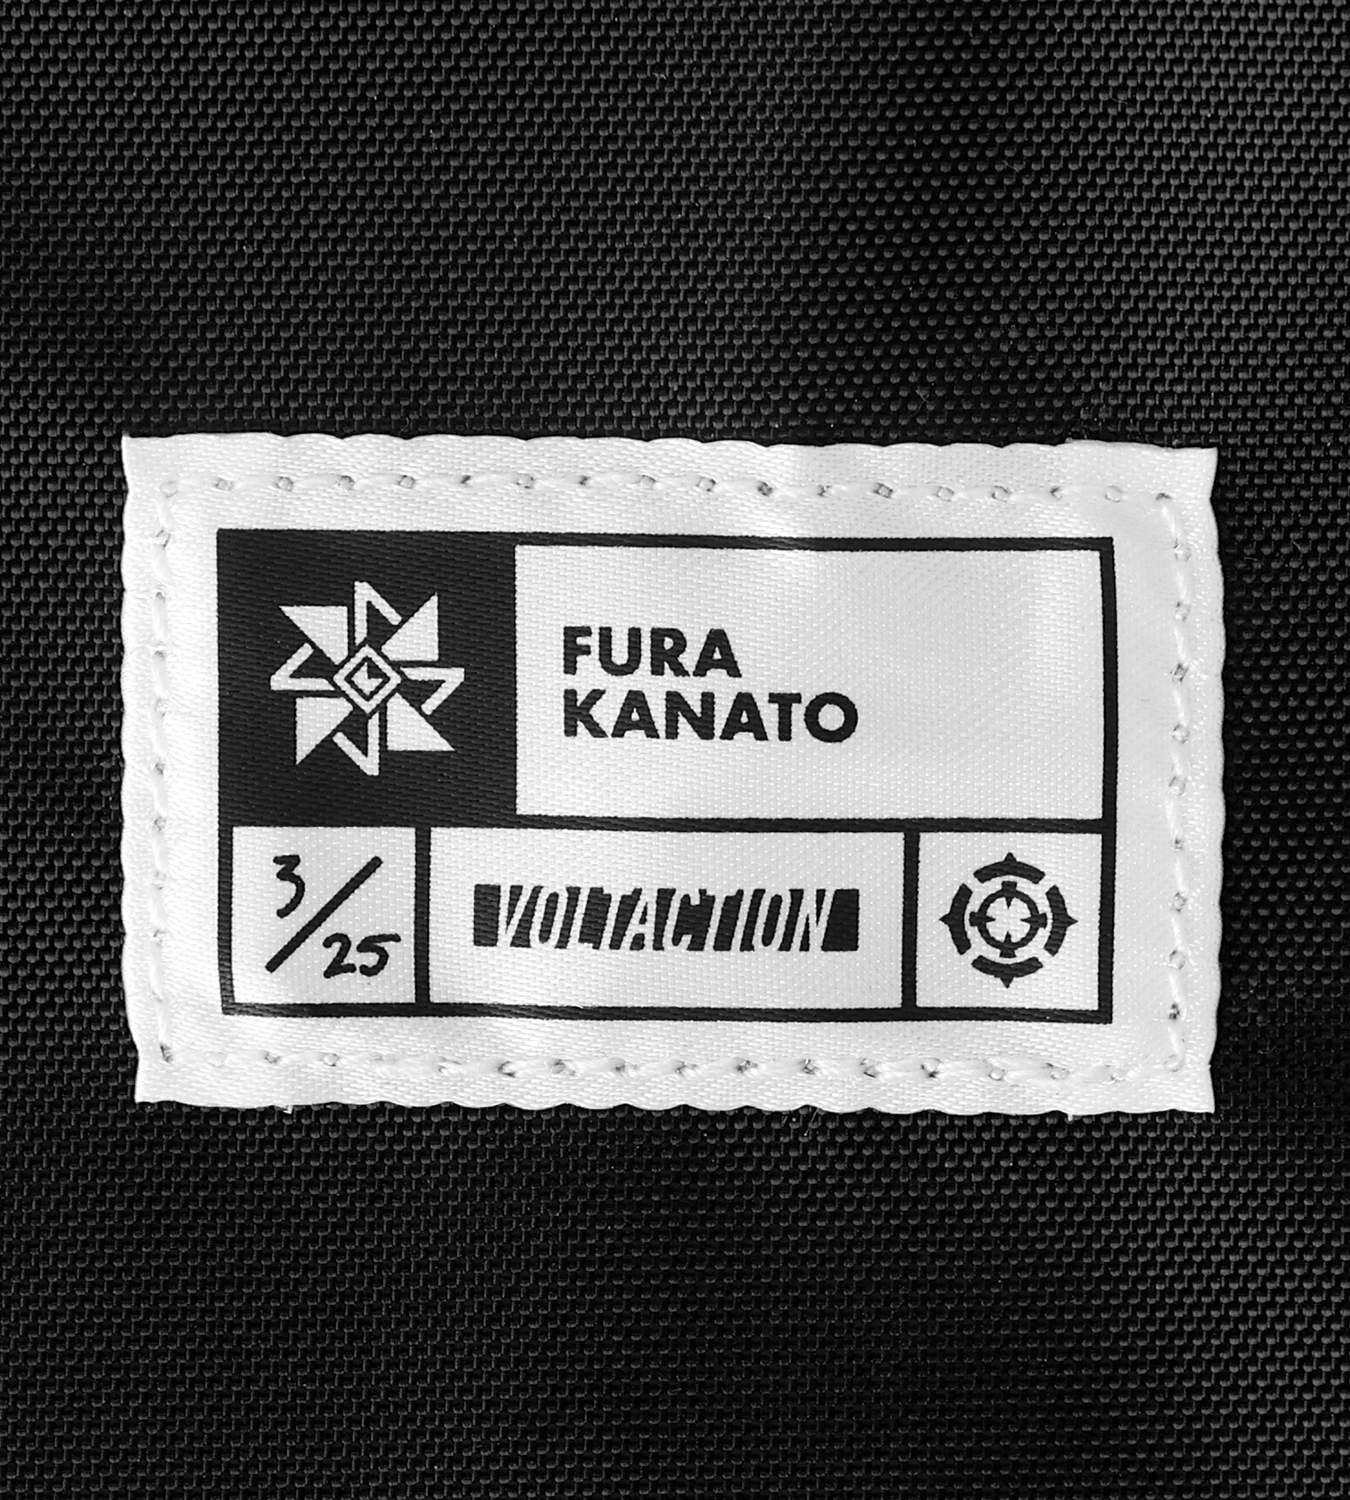 FURA
KANATO
3/25
VOLTACTION